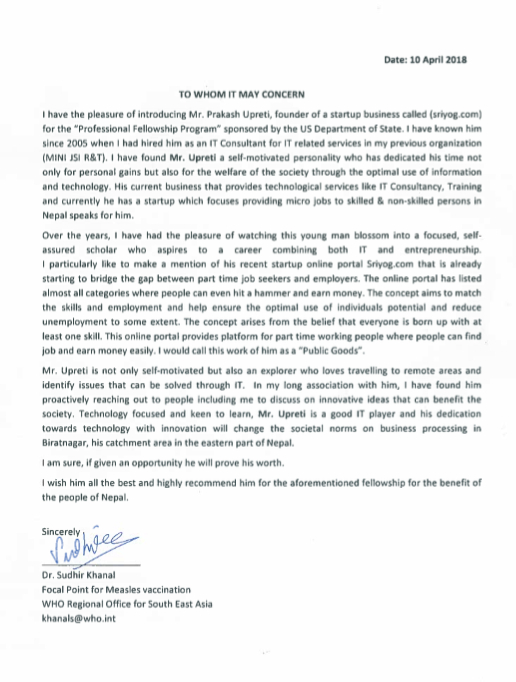 Date: 10 April 2018
TO WHOM IT MAY CONCERN
I have the pleasure of introducing Mr. Prakash Upreti, founder of a startup business called (sriyog.com)
for the "Professional Fellowship Program" sponsored by the US Department of State. I have known him
since 2005 when I had hired him as an IT Consultant for IT related services in my previous organization
(MINI JSI R&T). I have found Mr. Upreti a self-motivated personality who has dedicated his time not
only for personal gains but also for the welfare of the society through the optimal use of information
and technology. His current business that provides technological services like IT Consultancy, Training
and currently he has a startup which focuses providing micro jobs to skilled & non-skilled persons in
Nepal speaks for him.
Over the years, I have had the pleasure of watching this young man blossom into a focused, self-
assured scholar who aspires to a career combining both IT and entrepreneurship.
I particularly like to make a mention of his recent startup online portal Sriyog.com that is already
starting to bridge the gap between part time job seekers and employers. The online portal has listed
almost all categories where people can even hit a hammer and earn money. The concept aims to match
the skills and employment and help ensure the optimal use of individuals potential and reduce
unemployment to some extent. The concept arises from the belief that everyone is born up with at
least one skill. This online portal provides platform for part time working people where people can find
job and earn money easily. I would call this work of him as a "Public Goods".
Mr. Upreti is not only self-motivated but also an explorer who loves travelling to remote areas and
identify issues that can be solved through IT. In my long association with him, I have found him
proactively reaching out to people including me to discuss on innovative ideas that can benefit the
society. Technology focused and keen to learn, Mr. Upreti is a good IT player and his dedication
towards technology with innovation will change the societal norms on business processing in
Biratnagar, his catchment area in the eastern part of Nepal.
I am sure, if given an opportunity he will prove his worth.
I wish him all the best and highly recommend him for the aforementioned fellowship for the benefit of
the people of Nepal.
Sincerely
Dr. Sudhir Khanal
Focal Point for Measles vaccination
WHO Regional Office for South East Asia
khanals@who.int